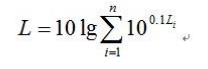 L = 10 lg ∑_{i=1}^{n} 10^{0.1L_i} ↵